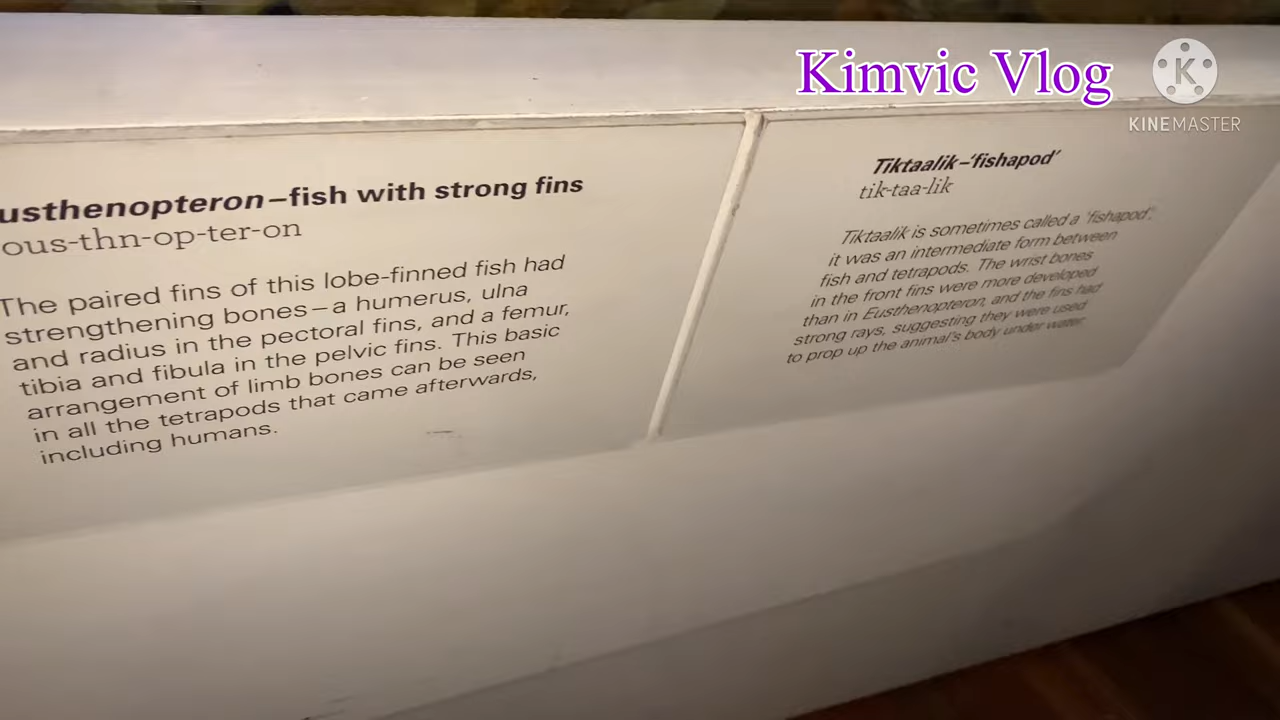 Kimvic Vlog
K
KINEMASTER
usthenopteron–fish with strong fins
ous-thn-op-ter-on
The paired fins of this lobe-finned fish had
strengthening bones–a humerus, ulna
and radius in the pectoral fins, and a femur,
tibia and fibula in the pelvic fins. This basic
arrangement of limb bones can be seen
in all the tetrapods that came afterwards,
including humans.
Tiktaalik–‘fishapod’
tik-taa-lik
Tiktaalik is sometimes called a ‘fishapod’:
it was an intermediate form between
fish and tetrapods. The wrist bones
in the front fins were more developed
than in Eusthenopteron, and the fins had
strong rays, suggesting they were used
to prop up the animal’s body under water.